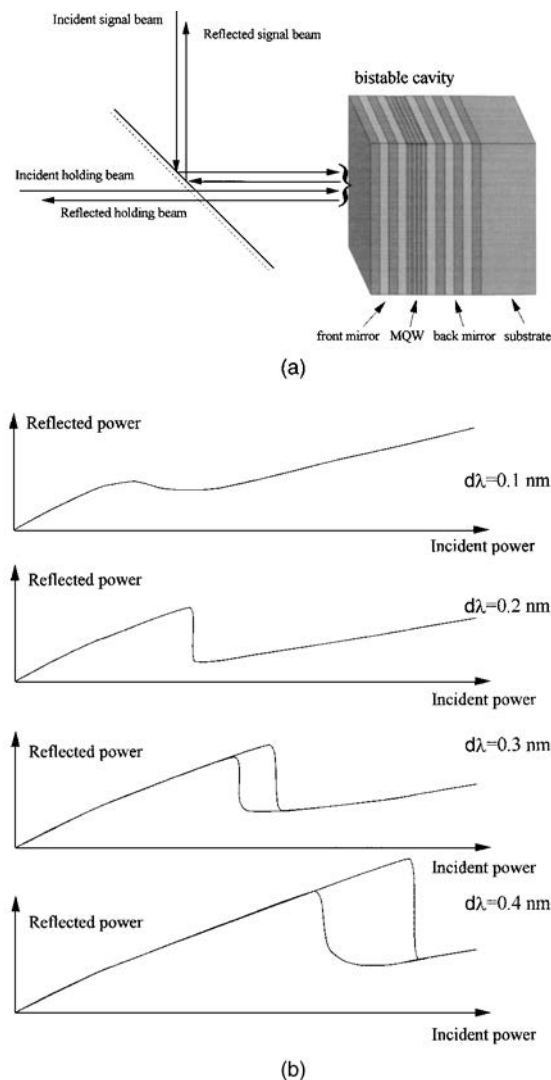 Incident signal beam
Reflected signal beam
bistable cavity
Incident holding beam
Reflected holding beam
front mirror MQW back mirror substrate
(a)
Reflected power
dλ=0.1 nm
Incident power
Reflected power
dλ=0.2 nm
Incident power
Reflected power
dλ=0.3 nm
Incident power
Reflected power
dλ=0.4 nm
Incident power
(b)